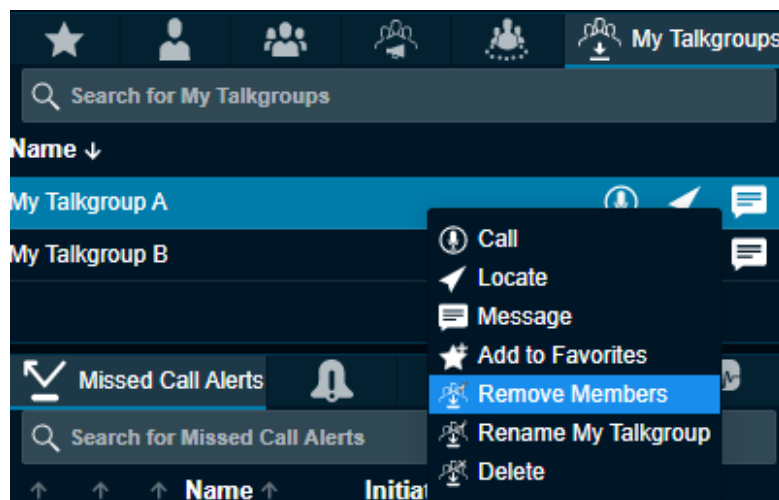 My Talkgroups
Search for My Talkgroups
Name ↓
My Talkgroup A
My Talkgroup B
Call
Locate
Message
Add to Favorites
Remove Members
Rename My Talkgroup
Delete
Missed Call Alerts
Search for Missed Call Alerts
↑ ↑ ↑ Name ↑ Initiat